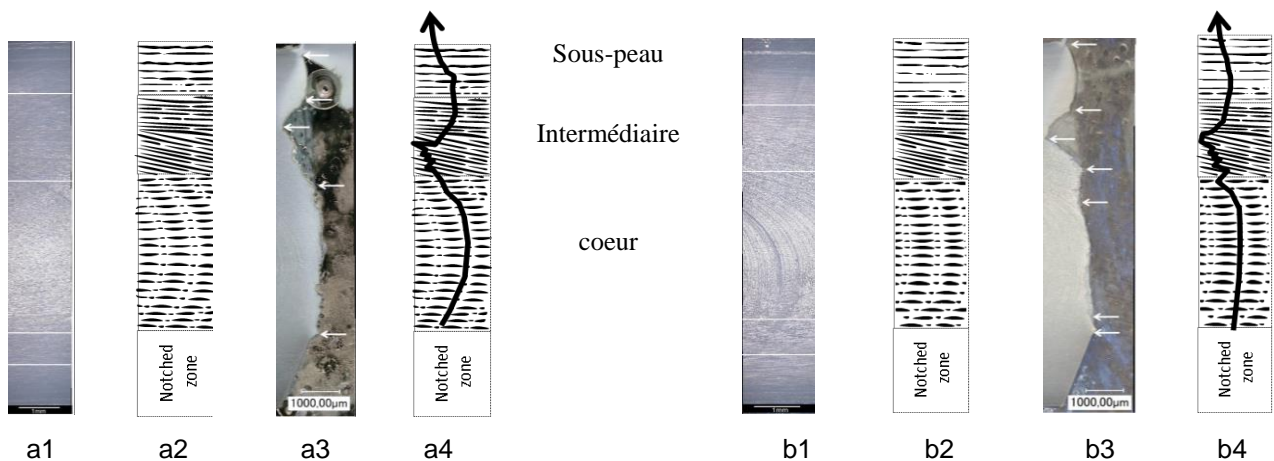 Sous-peau
Intermédiaire
coeur
Notched
zone
Notched
zone
Notched
zone
Notched
zone
1mm
1000,00µm
1mm
1000,00µm
a1 a2 a3 a4 b1 b2 b3 b4